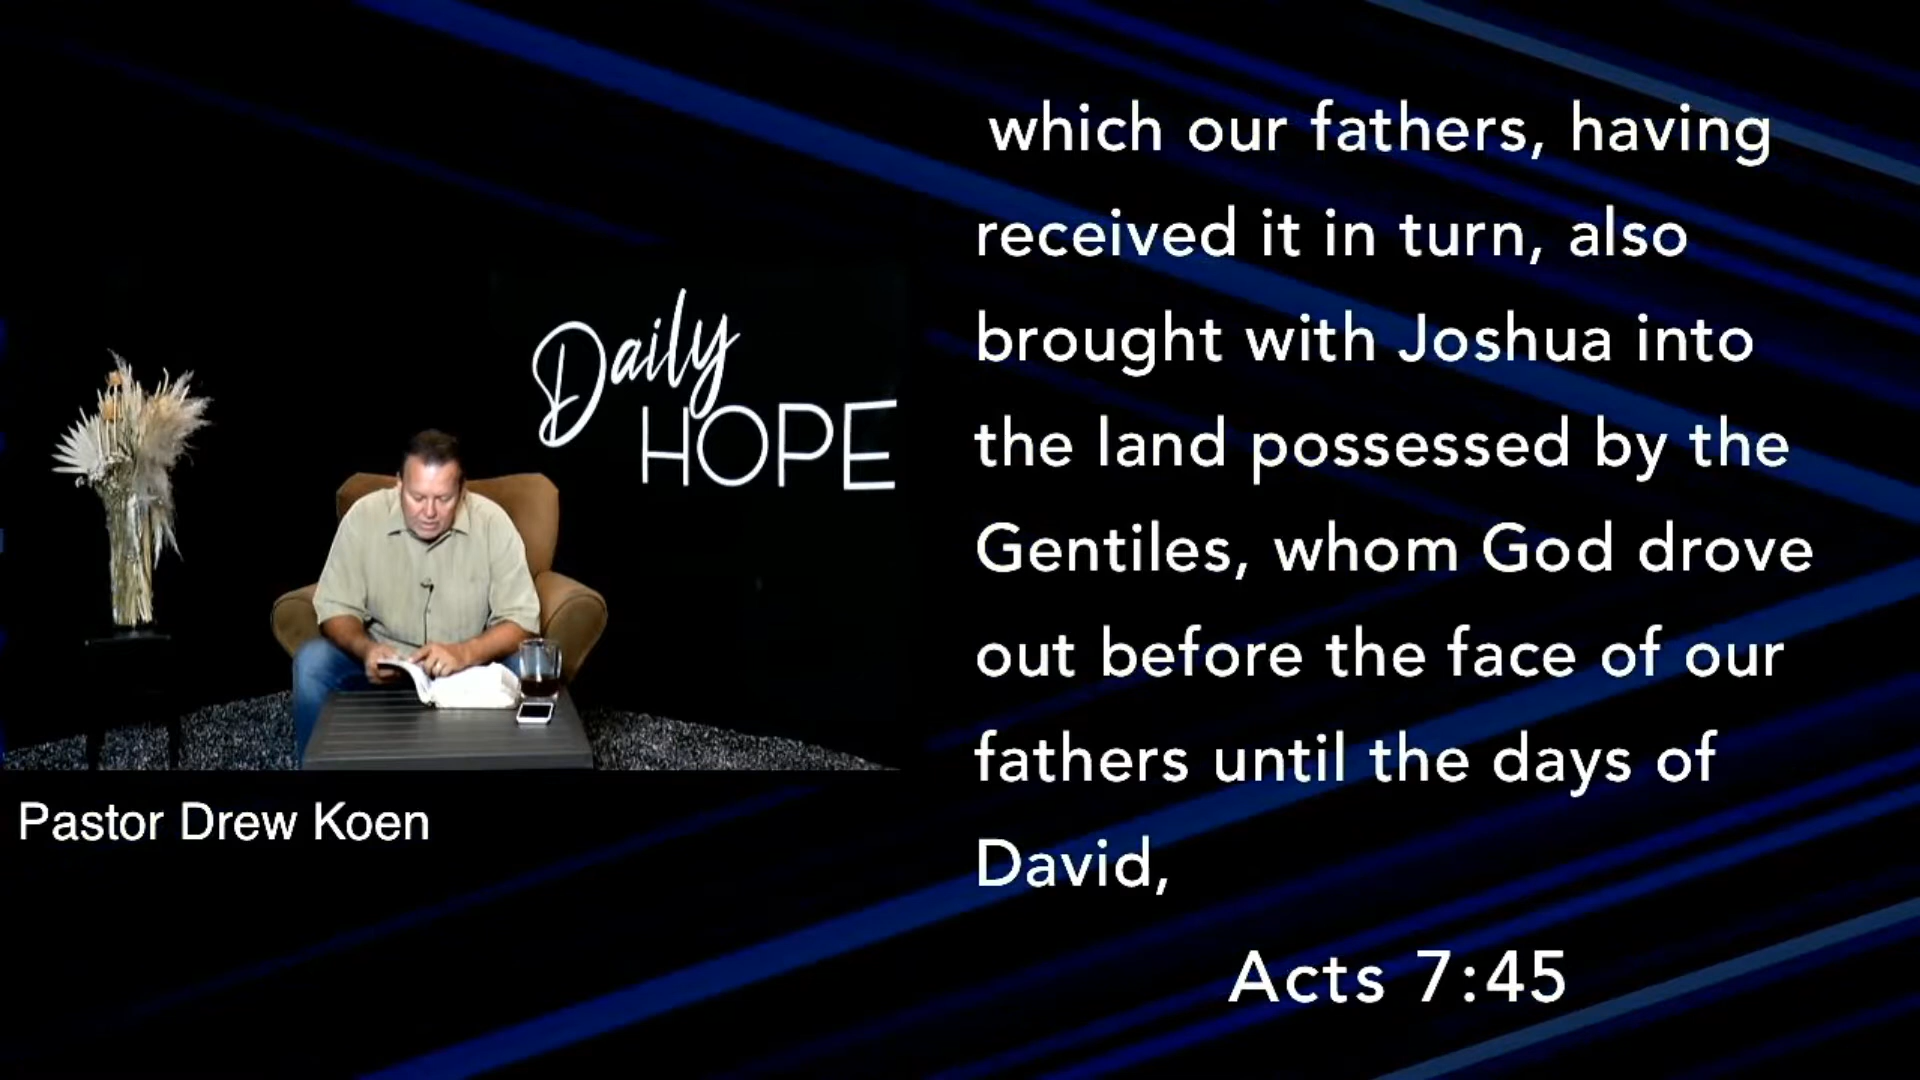 Daily
HOPE
Pastor Drew Koen
which our fathers, having
received it in turn, also
brought with Joshua into
the land possessed by the
Gentiles, whom God drove
out before the face of our
fathers until the days of
David,
Acts 7:45